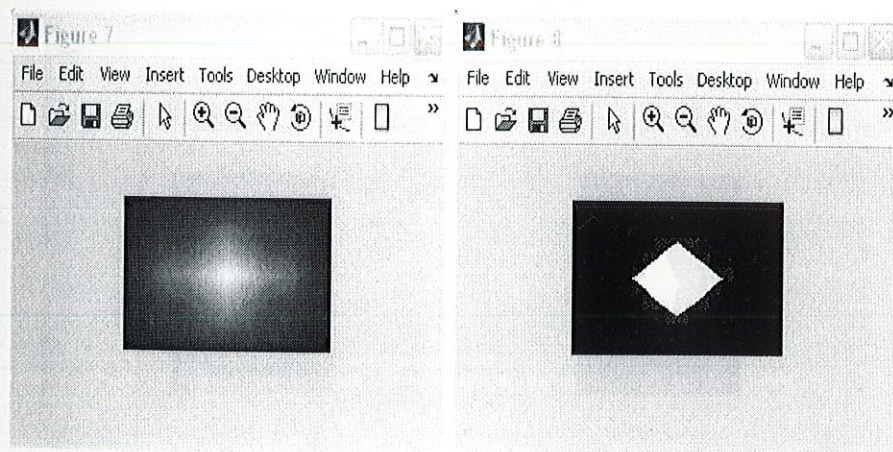 Figure 7
File Edit View Insert Tools Desktop Window Help
Figure 8
File Edit View Insert Tools Desktop Window Help